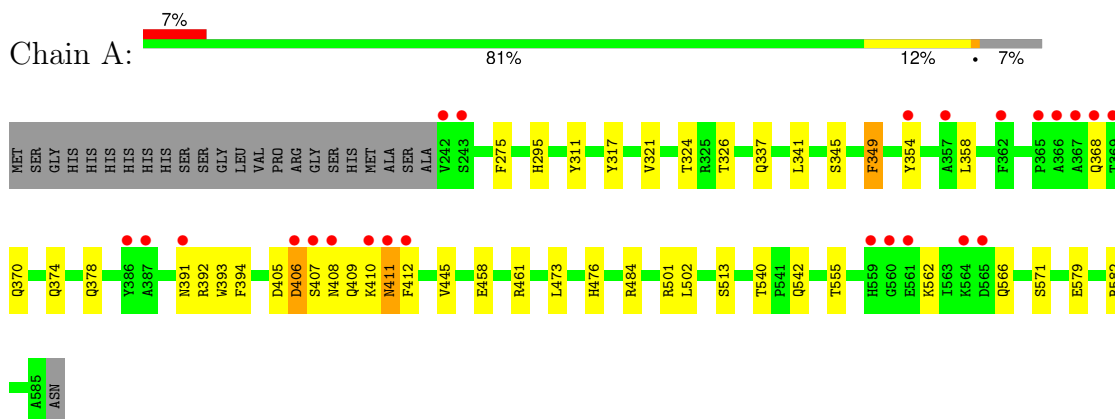 7%
Chain A:
81% 12% • 7%
MET SER GLY HIS HIS HIS HIS HIS HIS SER SER GLY LEU VAL PRO ARG GLY SER HIS MET ALA SER ALA V242 S243 F275 H295 Y311 Y317 V321 T324 R325 T326 Q337 L341 S345 F349 Y354 A357 L358 F362 P365 A366 A367 Q368 T369
Q370 Q374 Q378 Y386 A387 N391 R392 W393 F394 D405 D406 S407 N408 Q409 K410 N411 F412 V445 E458 R461 L473 H476 R484 R501 L502 S513 T540 P541 Q542 T555 H559 G560 E561 K562 I563 K564 D565 Q566 S571 E579 R582
A585 ASN